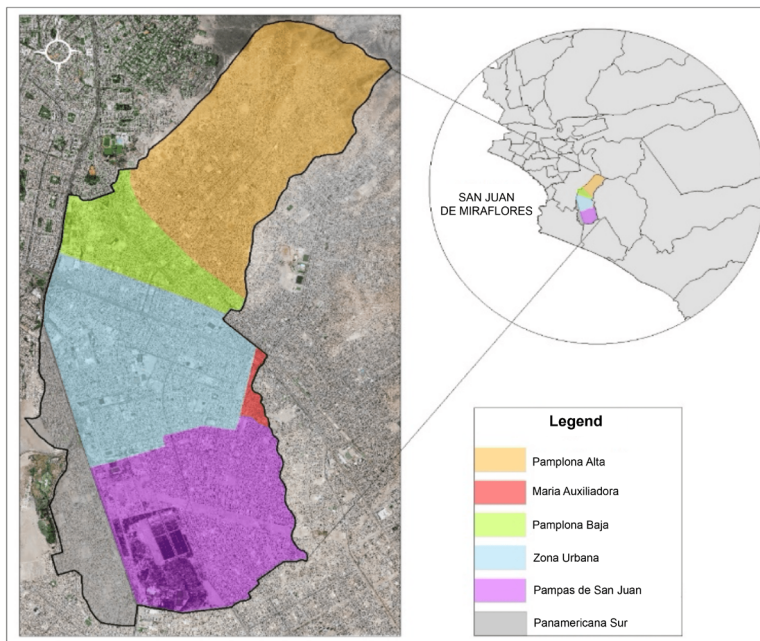 SAN JUAN
DE MIRAFLORES
Legend
Pamplona Alta
Maria Auxiliadora
Pamplona Baja
Zona Urbana
Pampas de San Juan
Panamericana Sur